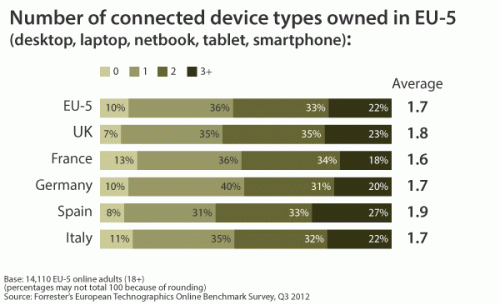 Number of connected device types owned in EU-5
(desktop, laptop, netbook, tablet, smartphone):
0 1 2 3+
Average
EU-5 10% 36% 33% 22% 1.7
UK 7% 35% 35% 23% 1.8
France 13% 36% 34% 18% 1.6
Germany 10% 40% 31% 20% 1.7
Spain 8% 31% 33% 27% 1.9
Italy 11% 35% 32% 22% 1.7
Base: 14,110 EU-5 online adults (18+)
(percentages may not total 100 because of rounding)
Source: Forrester's European Technographics Online Benchmark Survey, Q3 2012